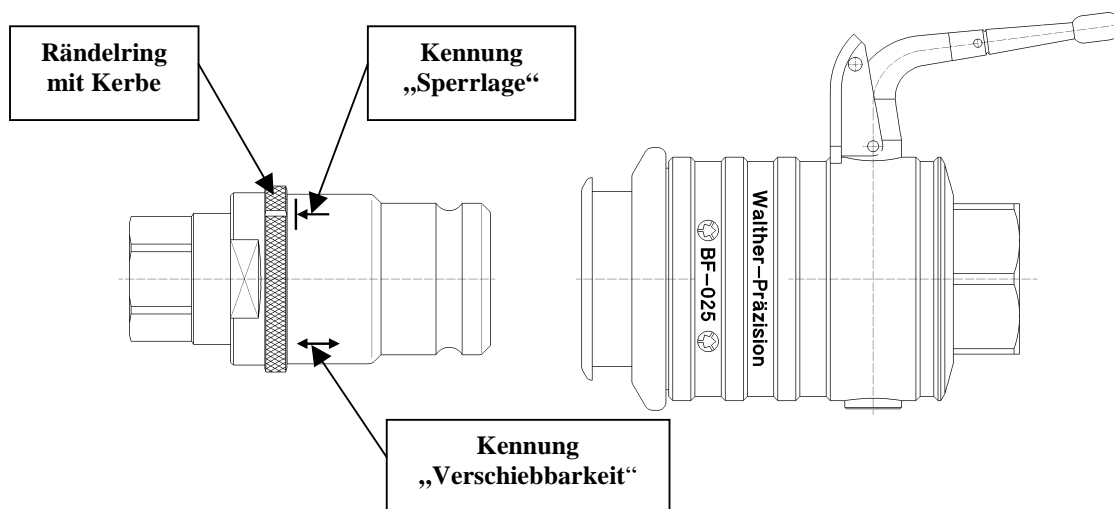 Rändelring
mit Kerbe
Kennung
„Sperrlage“
Walther-Präzision
BF-025
Kennung
„Verschiebbarkeit“